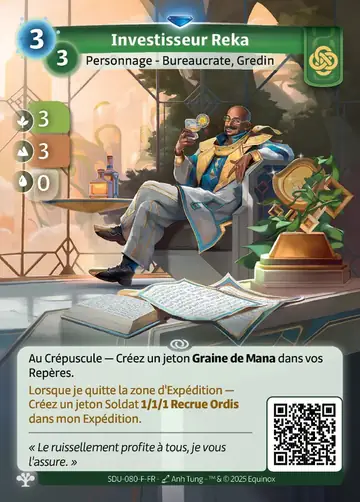 3
3
Investisseur Reka
Personnage - Bureaucrate, Gredin
3
3
0
Au Crépuscule — Créez un jeton Graine de Mana dans vos
Repères.
Lorsque je quitte la zone d'Expédition —
Créez un jeton Soldat 1/1/1 Recrue Ordis
dans mon Expédition.
« Le ruissellement profite à tous, je vous
l'assure. »
SDU-080-F-FR - Anh Tung - ™ & © 2025 Equinox